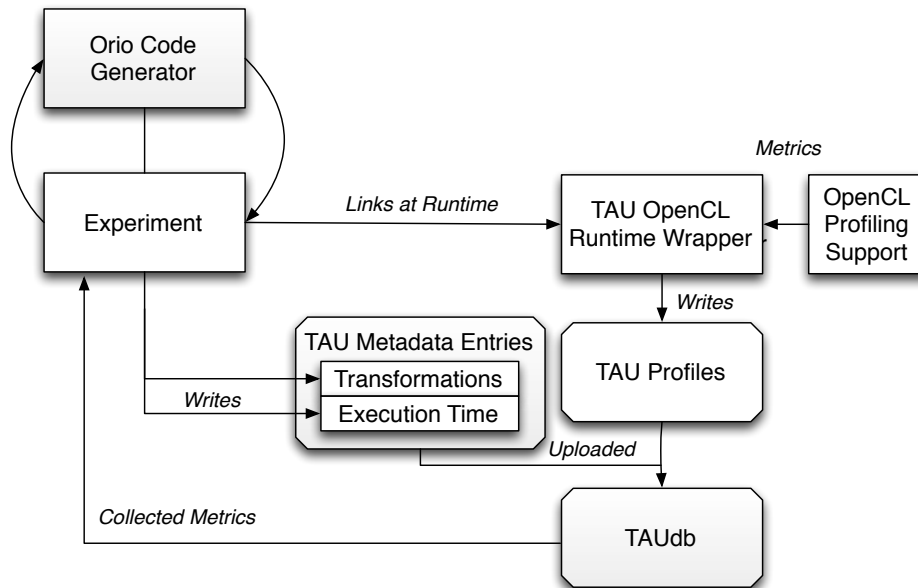 Orio Code
Generator
Metrics
Experiment
Links at Runtime
TAU OpenCL
Runtime Wrapper
OpenCL
Profiling
Support
Writes
TAU Metadata Entries
Transformations
Execution Time
Writes
TAU Profiles
Uploaded
Collected Metrics
TAUdb